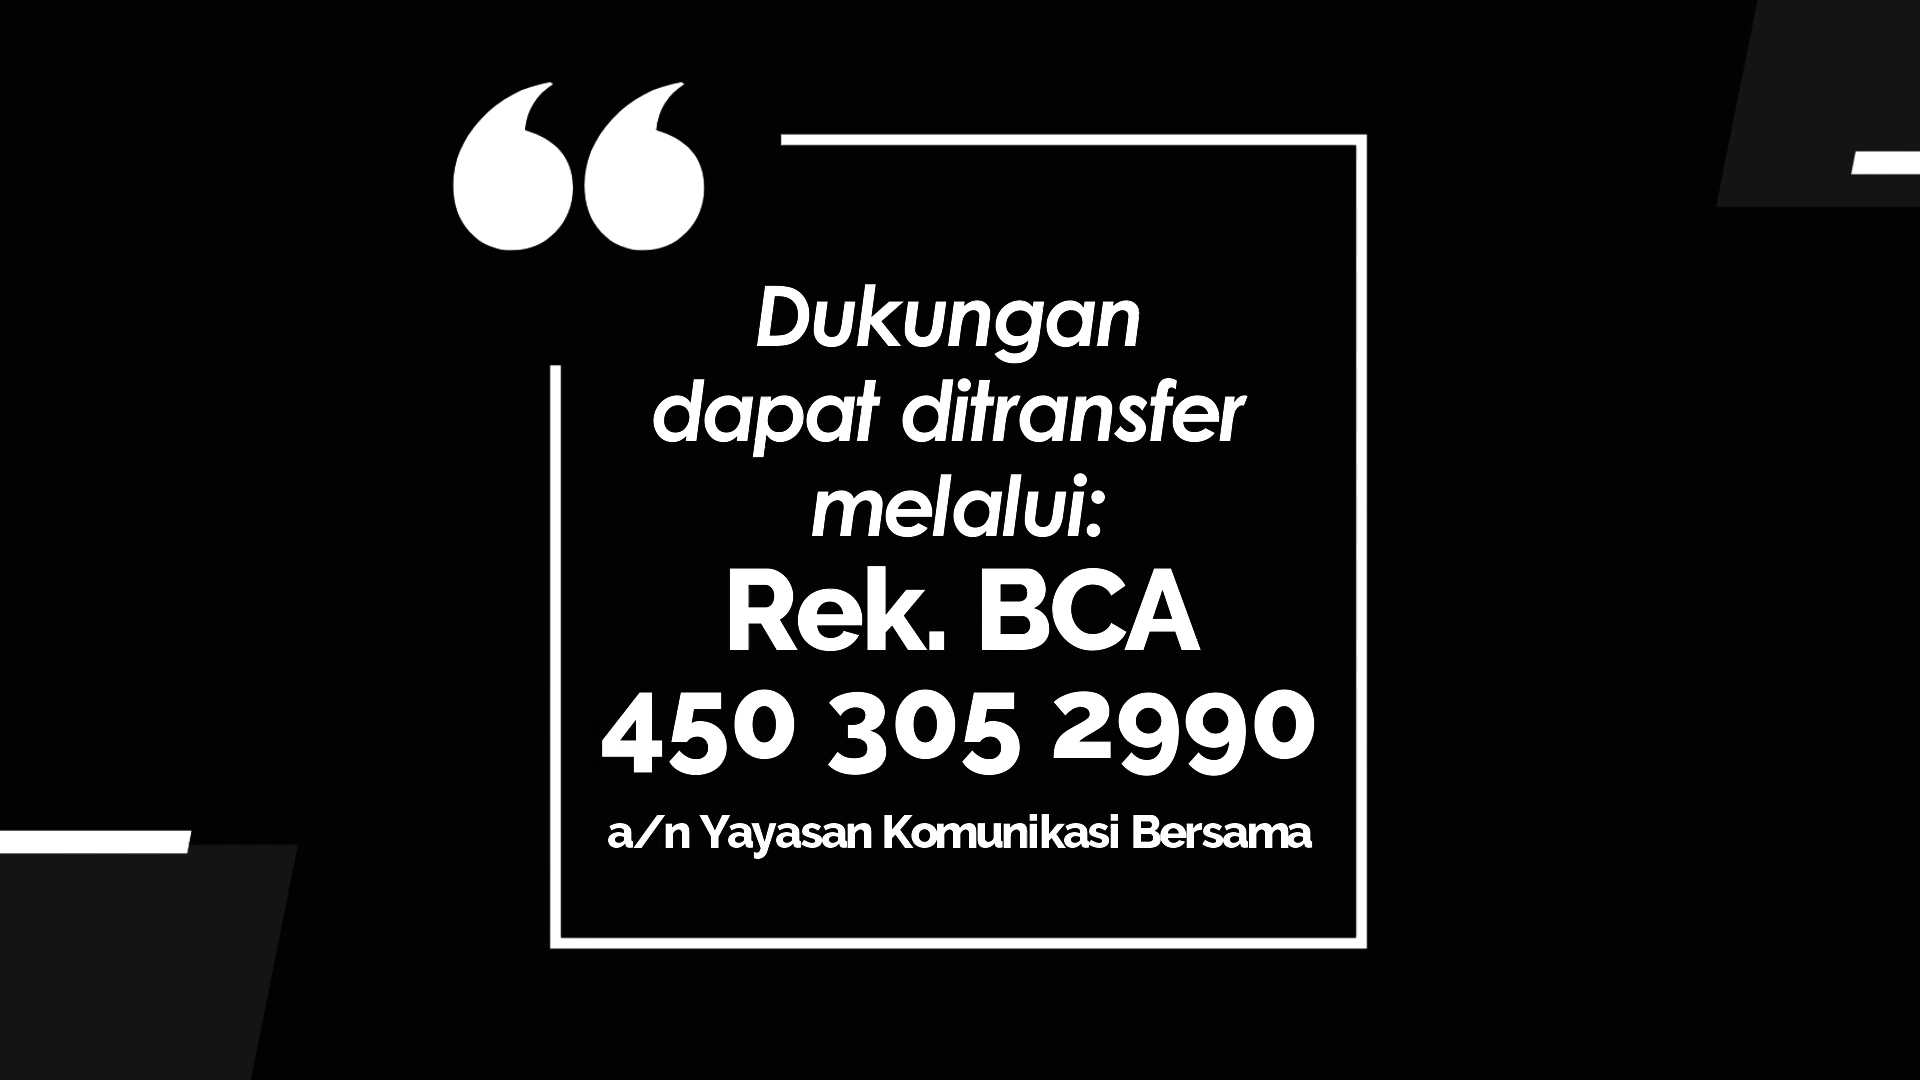 Dukungan
dapat ditransfer
melalui:
Rek. BCA
450 305 2990
a/n Yayasan Komunikasi Bersama